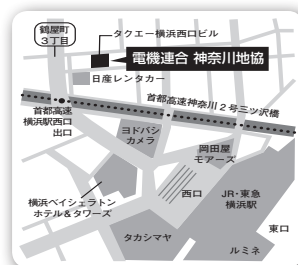 鶴屋町
3丁目
タクエー横浜西口ビル
電機連合 神奈川地協
日産レンタカー
首都高速神奈川2号三ツ沢橋
首都高速
横浜駅西口
出口
ヨドバシ
カメラ
岡田屋
モアーズ
西口
JR・東急
横浜駅
横浜ベイシェラトン
ホテル&タワーズ
東口
タカシマヤ
ルミネ